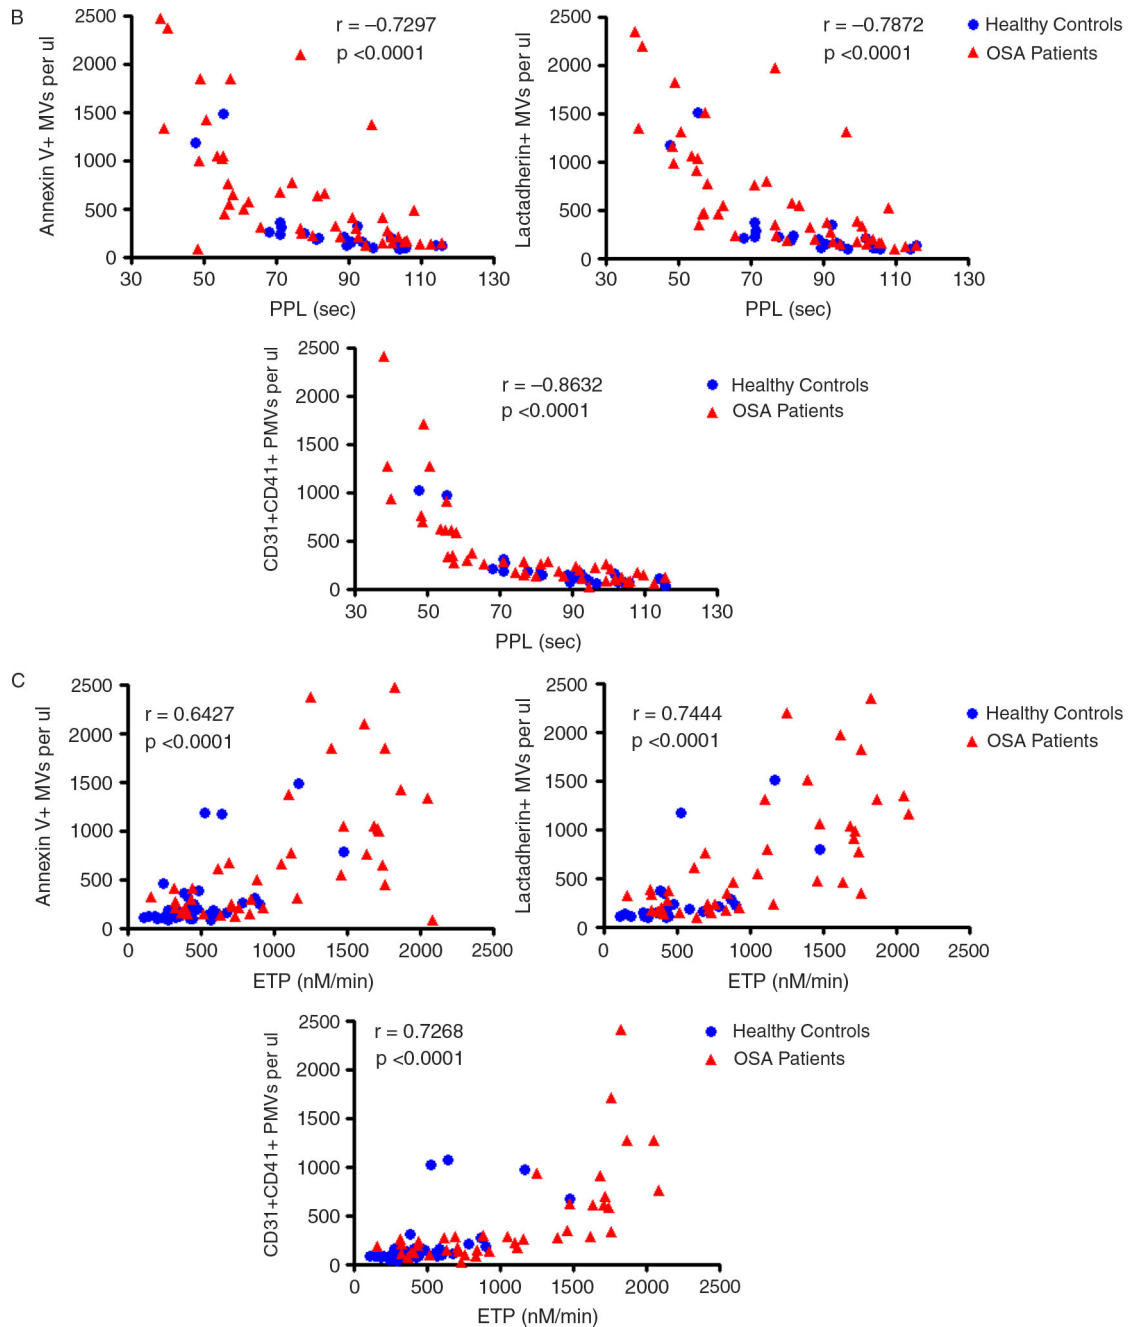 B
Annexin V+ MVs per ul
2500
2000
1500
1000
500
0
30 50 70 90 110 130
PPL (sec)
r = –0.7297
p <0.0001
Lactadherin+ MVs per ul
2500
2000
1500
1000
500
0
30 50 70 90 110 130
PPL (sec)
r = –0.7872
p <0.0001
Healthy Controls
OSA Patients
CD31+CD41+ PMVs per ul
2500
2000
1500
1000
500
0
30 50 70 90 110 130
PPL (sec)
r = –0.8632
p <0.0001
Healthy Controls
OSA Patients
C
Annexin V+ MVs per ul
2500
2000
1500
1000
500
0
0 500 1000 1500 2000 2500
ETP (nM/min)
r = 0.6427
p <0.0001
Lactadherin+ MVs per ul
2500
2000
1500
1000
500
0
0 500 1000 1500 2000 2500
ETP (nM/min)
r = 0.7444
p <0.0001
Healthy Controls
OSA Patients
CD31+CD41+ PMVs per ul
2500
2000
1500
1000
500
0
0 500 1000 1500 2000 2500
ETP (nM/min)
r = 0.7268
p <0.0001
Healthy Controls
OSA Patients